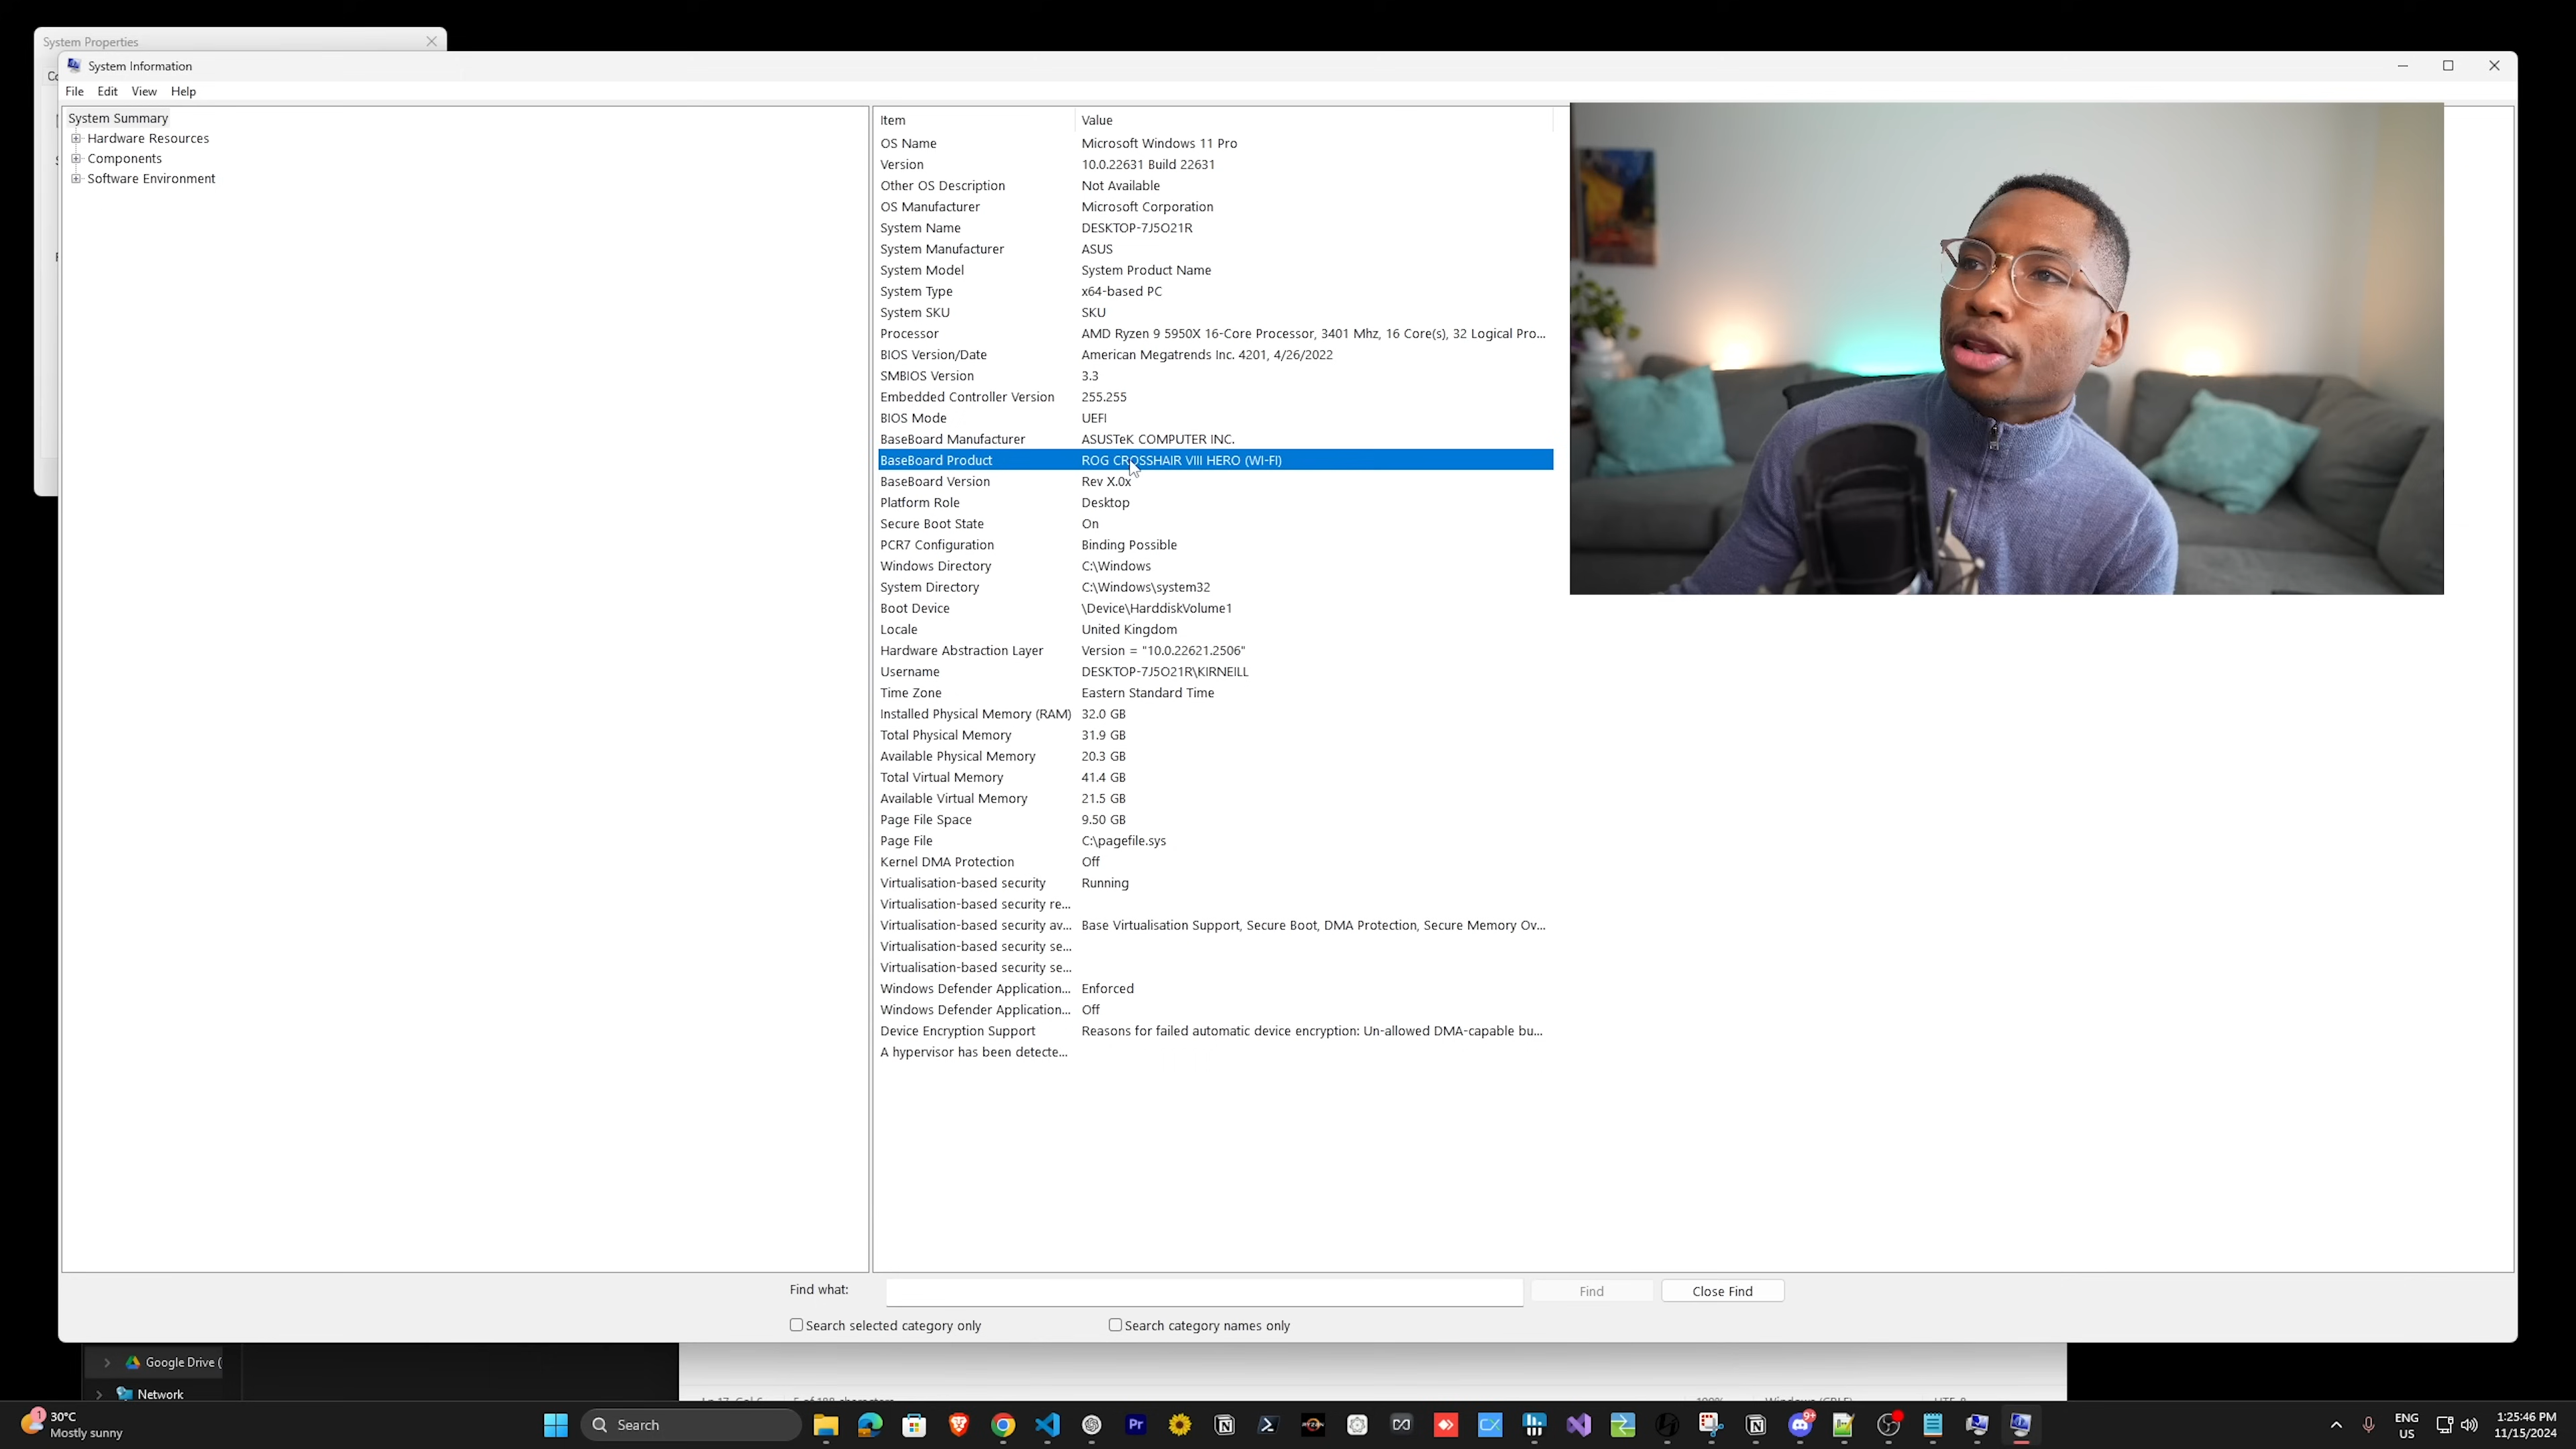 System Properties
System Information
File Edit View Help
System Summary
Hardware Resources
Components
Software Environment
Item Value
OS Name Microsoft Windows 11 Pro
Version 10.0.22631 Build 22631
Other OS Description Not Available
OS Manufacturer Microsoft Corporation
System Name DESKTOP-7J5O21R
System Manufacturer ASUS
System Model System Product Name
System Type x64-based PC
System SKU SKU
Processor AMD Ryzen 9 5950X 16-Core Processor, 3401 Mhz, 16 Core(s), 32 Logical Pro...
BIOS Version/Date American Megatrends Inc. 4201, 4/26/2022
SMBIOS Version 3.3
Embedded Controller Version 255.255
BIOS Mode UEFI
BaseBoard Manufacturer ASUSTeK COMPUTER INC.
BaseBoard Product ROG CROSSHAIR VIII HERO (WI-FI)
BaseBoard Version Rev X.0x
Platform Role Desktop
Secure Boot State On
PCR7 Configuration Binding Possible
Windows Directory C:\Windows
System Directory C:\Windows\system32
Boot Device \Device\HarddiskVolume1
Locale United Kingdom
Hardware Abstraction Layer Version = "10.0.22621.2506"
Username DESKTOP-7J5O21R\KIRNEILL
Time Zone Eastern Standard Time
Installed Physical Memory (RAM) 32.0 GB
Total Physical Memory 31.9 GB
Available Physical Memory 20.3 GB
Total Virtual Memory 41.4 GB
Available Virtual Memory 21.5 GB
Page File Space 9.50 GB
Page File C:\pagefile.sys
Kernel DMA Protection Off
Virtualisation-based security Running
Virtualisation-based security re...
Virtualisation-based security av... Base Virtualisation Support, Secure Boot, DMA Protection, Secure Memory Ov...
Virtualisation-based security se...
Virtualisation-based security se...
Windows Defender Application... Enforced
Windows Defender Application... Off
Device Encryption Support Reasons for failed automatic device encryption: Un-allowed DMA-capable bu...
A hypervisor has been detecte...
Find what: Find Close Find
Search selected category only Search category names only
Google Drive (
Network
1 30°C
Mostly sunny
Search
Pr
9+
ENG
US
1:25:46 PM
11/15/2024